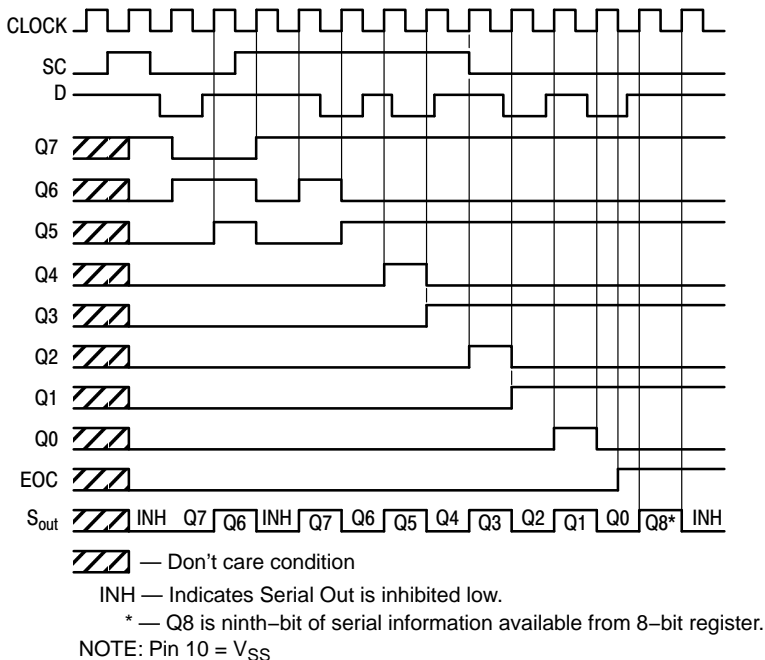 CLOCK
SC
D
Q7
Q6
Q5
Q4
Q3
Q2
Q1
Q0
EOC
Sout INH Q7 Q6 INH Q7 Q6 Q5 Q4 Q3 Q2 Q1 Q0 Q8* INH
— Don't care condition
INH — Indicates Serial Out is inhibited low.
* — Q8 is ninth−bit of serial information available from 8−bit register.
NOTE: Pin 10 = VSS